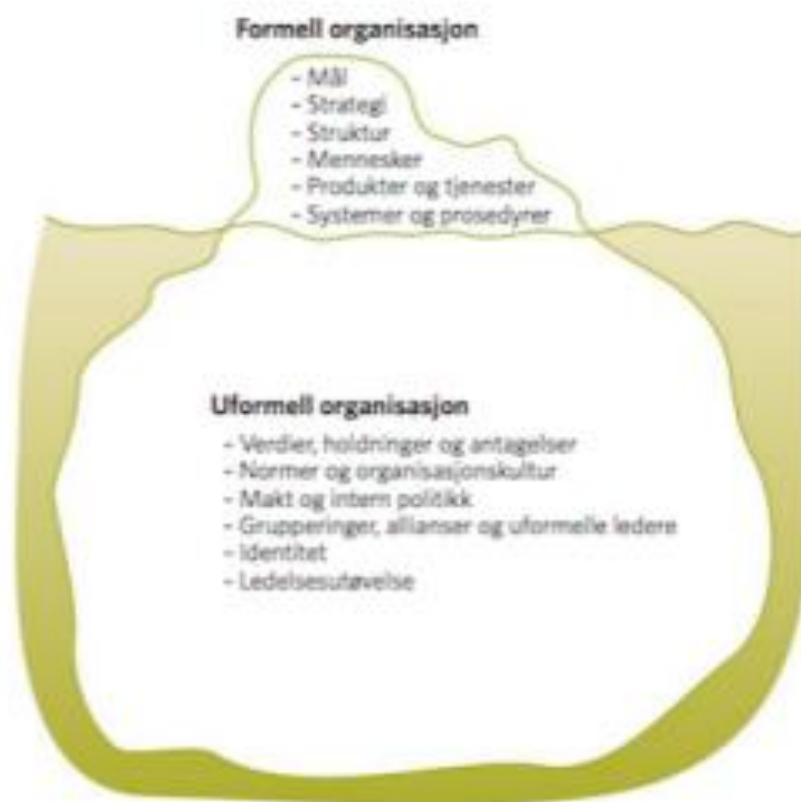 Formell organisasjon
- Mål
- Strategi
- Struktur
- Mennesker
- Produkter og tjenester
- Systemer og prosedyrer
Uformell organisasjon
- Verdier, holdninger og antagelser
- Normer og organisasjonskultur
- Makt og intern politikk
- Grupperinger, allianser og uformelle ledere
- Identitet
- Ledelsesutøvelse